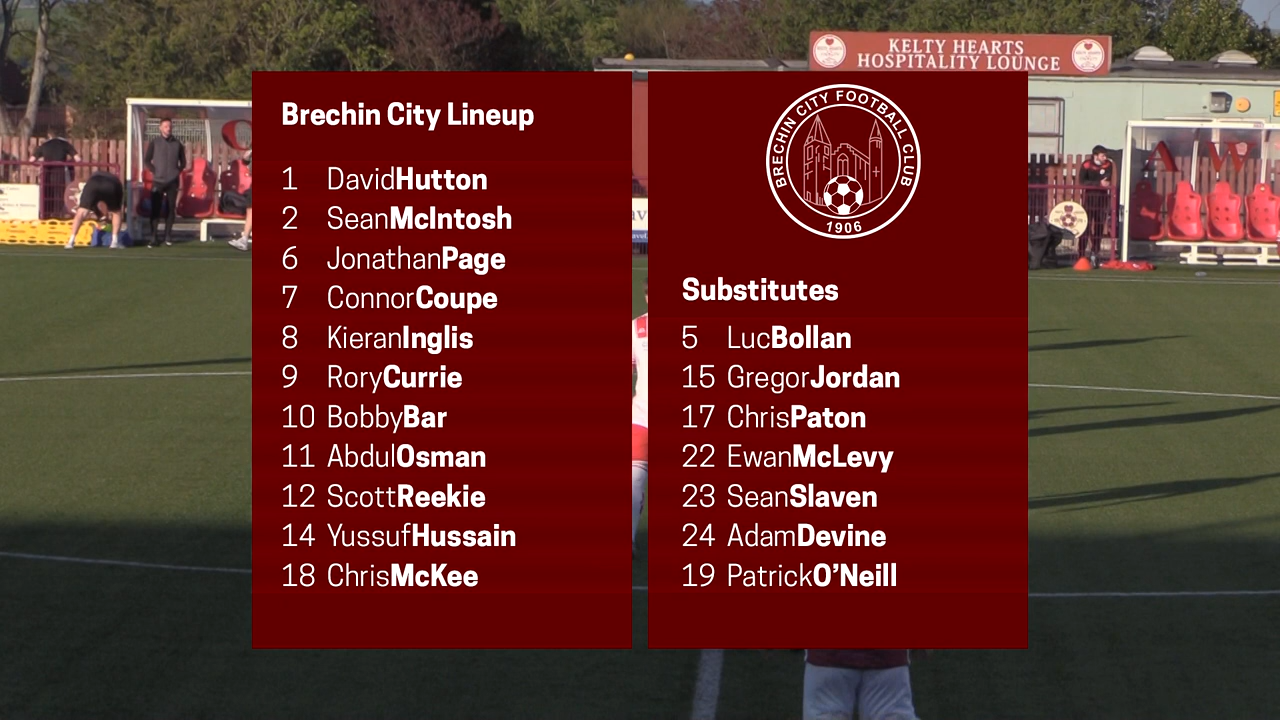 KELTY HEARTS
HOSPITALITY LOUNGE
Brechin City Lineup
1 DavidHutton
2 SeanMcIntosh
6 JonathanPage
7 ConnorCoupe
8 KieranInglis
9 RoryCurrie
10 BobbyBar
11 AbdulOsman
12 ScottReekie
14 YussufHussain
18 ChrisMcKee
BRECHIN CITY FOOTBALL CLUB
1906
Substitutes
5 LucBollan
15 GregorJordan
17 ChrisPaton
22 EwanMcLevy
23 SeanSlaven
24 AdamDevine
19 PatrickO’Neill
A W